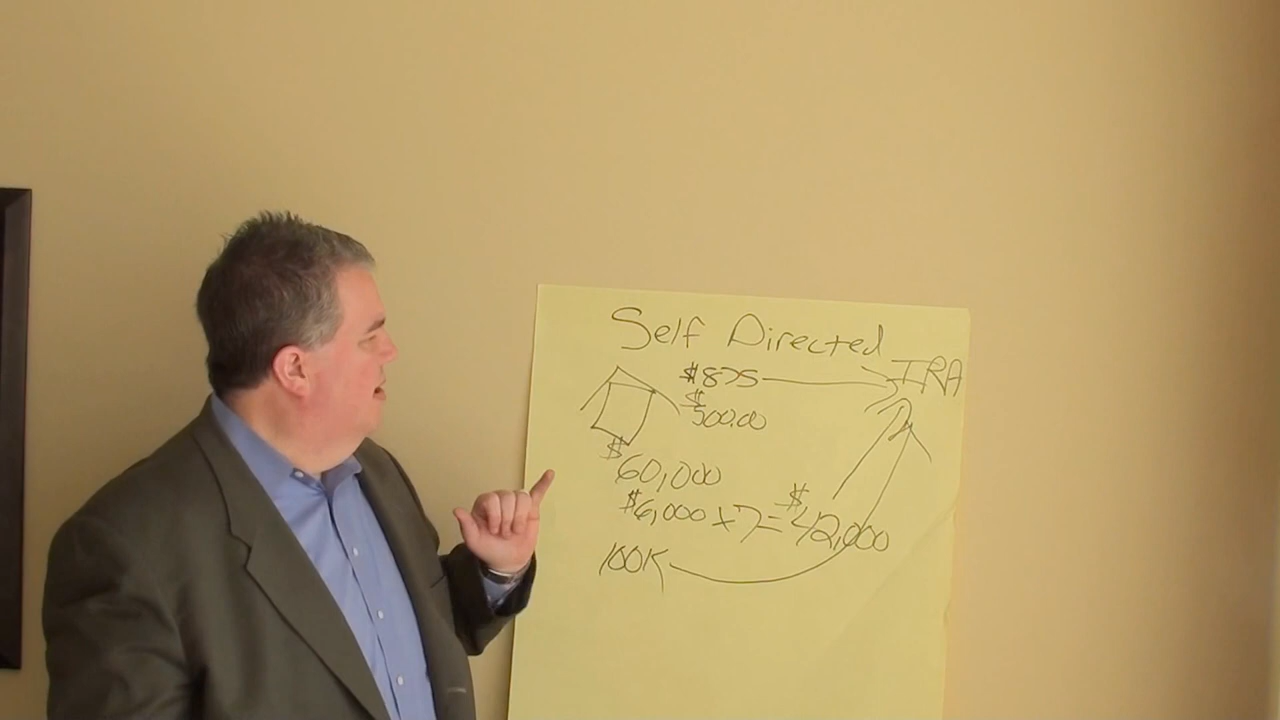 Self Directed
IRA
$875
$500.00
$60,000
$6,000 x 7 = $42,000
100K